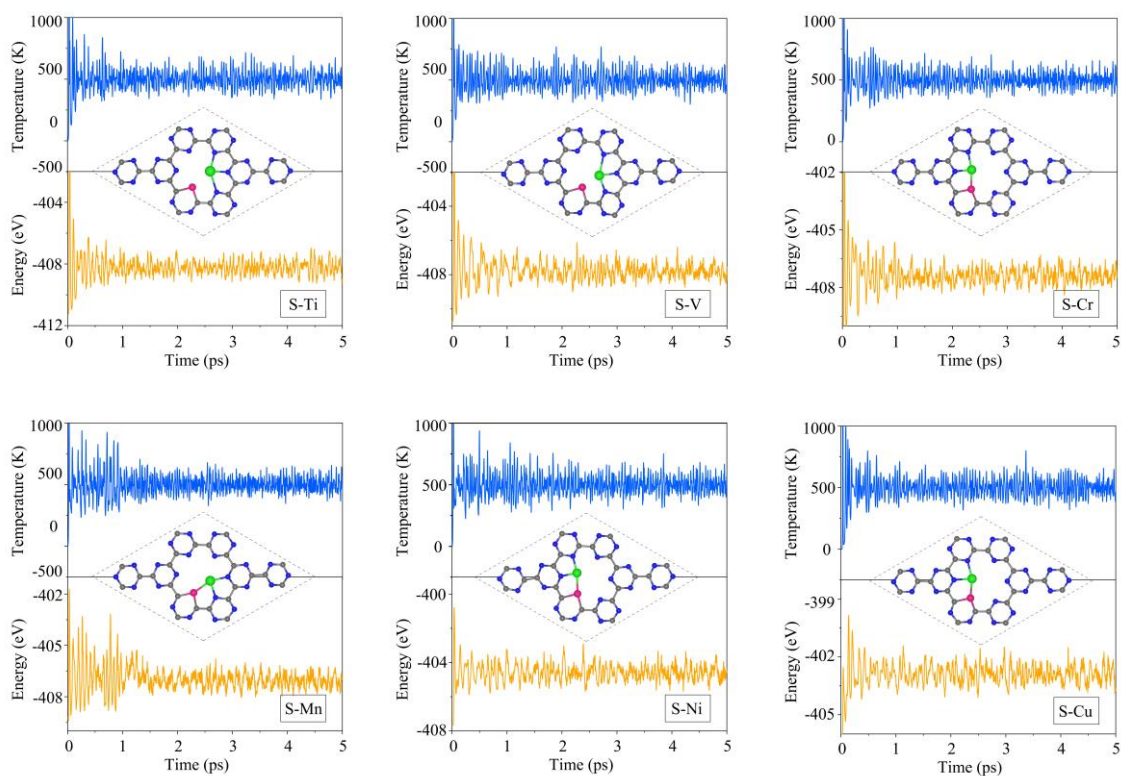 1000
500
0
-500
Temperature (K)
-404
-408
-412
Energy (eV)
S-Ti
0 1 2 3 4 5
Time (ps)
1000
500
0
-500
Temperature (K)
-404
-408
Energy (eV)
S-V
0 1 2 3 4 5
Time (ps)
1000
500
0
Temperature (K)
-402
-405
-408
Energy (eV)
S-Cr
0 1 2 3 4 5
Time (ps)
1000
500
0
-500
Temperature (K)
-402
-405
-408
Energy (eV)
S-Mn
0 1 2 3 4 5
Time (ps)
1000
500
0
Temperature (K)
-400
-404
-408
Energy (eV)
S-Ni
0 1 2 3 4 5
Time (ps)
1000
500
0
Temperature (K)
-399
-402
-405
Energy (eV)
S-Cu
0 1 2 3 4 5
Time (ps)